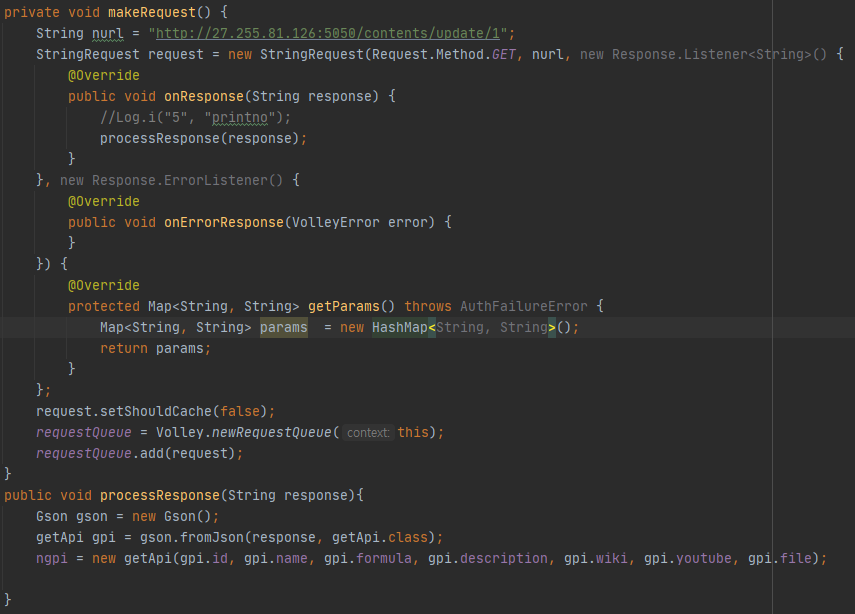 private void makeRequest() {
    String nurl = "http://27.255.81.126:5050/contents/update/1";
    StringRequest request = new StringRequest(Request.Method.GET, nurl, new Response.Listener<String>() {
        @Override
        public void onResponse(String response) {
            //Log.i("5", "printno");
            processResponse(response);
        }
    }, new Response.ErrorListener() {
        @Override
        public void onErrorResponse(VolleyError error) {
        }
    }) {
        @Override
        protected Map<String, String> getParams() throws AuthFailureError {
            Map<String, String> params  = new HashMap<String, String>();
            return params;
        }
    };
    request.setShouldCache(false);
    requestQueue = Volley.newRequestQueue( context: this);
    requestQueue.add(request);
}
public void processResponse(String response){
    Gson gson = new Gson();
    getApi gpi = gson.fromJson(response, getApi.class);
    ngpi = new getApi(gpi.id, gpi.name, gpi.formula, gpi.description, gpi.wiki, gpi.youtube, gpi.file);
}